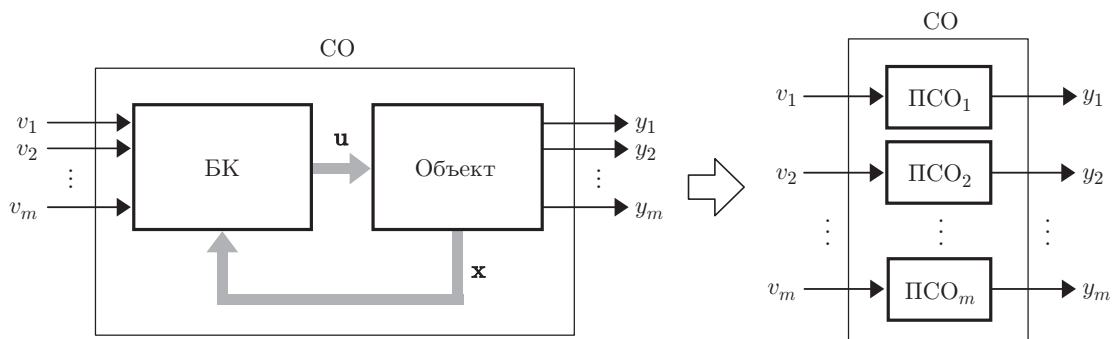 СО
v₁
v₂
⋮
vₘ
БК
u
Объект
x
y₁
y₂
⋮
yₘ
СО
v₁
ПСО₁
y₁
v₂
ПСО₂
y₂
⋮
⋮
⋮
vₘ
ПСОₘ
yₘ